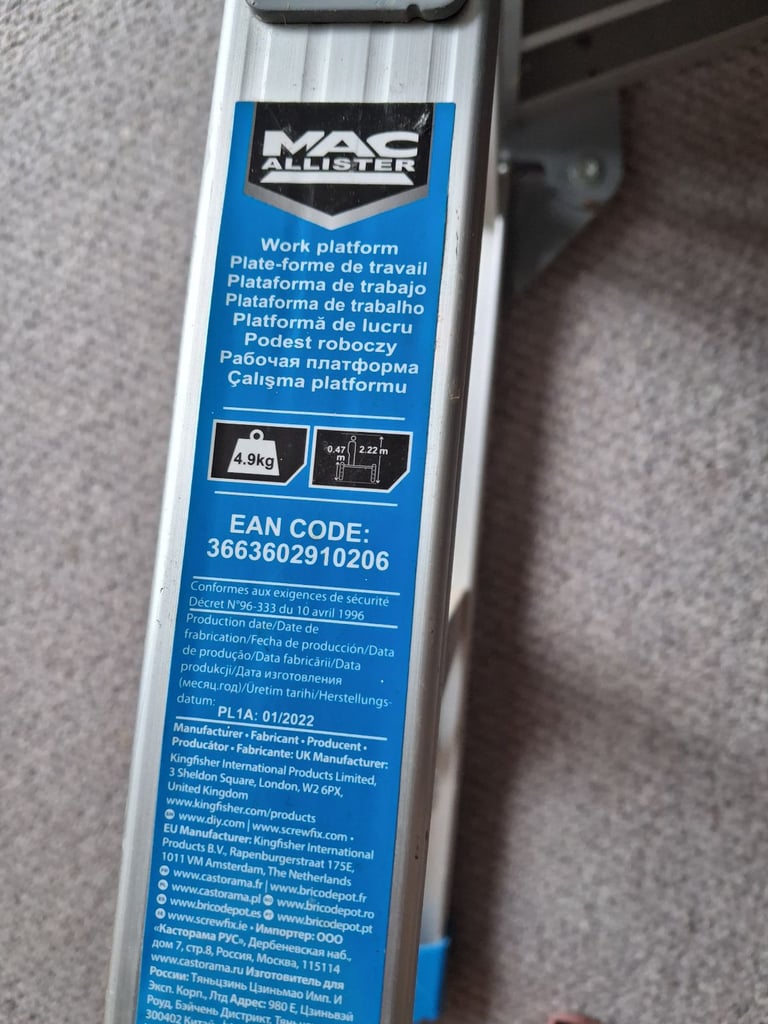 MAC
ALLISTER
Work platform
Plate-forme de travail
Plataforma de trabajo
Plataforma de trabalho
Platformă de lucru
Podest roboczy
Рабочая платформа
Çalışma platformu
4.9kg
0.47 m 2.22 m
EAN CODE:
3663602910206
Conformes aux exigences de sécurité
Décret N°96-333 du 10 avril 1996
Production date/Date de
frabrication/Fecha de producción/Data
de produção/Data fabricării/Data
produkcji/Дата изготовления
(месяц.год)/Üretim tarihi/Herstellungs-
datum:
PL1A: 01/2022
Manufacturer • Fabricant • Producent •
Producător • Fabricante: UK Manufacturer:
Kingfisher International Products Limited,
3 Sheldon Square, London, W2 6PX,
United Kingdom
www.kingfisher.com/products
www.diy.com | www.screwfix.com •
EU Manufacturer: Kingfisher International
Products B.V., Rapenburgerstraat 175E,
1011 VM Amsterdam, The Netherlands
www.castorama.fr | www.bricodepot.fr
www.castorama.pl www.bricodepot.ro
www.bricodepot.es www.bricodepot.pt
www.screwfix.ie • Импортер: ООО
«Касторама РУС», Дербеневская наб.,
дом 7, стр.8, Россия, Москва, 115114
www.castorama.ru Изготовитель для
России: Тяньцзинь Цзиньмао Имп. И
Эксп. Корп., Лтд Адрес: 980 Е, Цзиньвэй
Роуд, Бэйчень Дистрикт,
300402